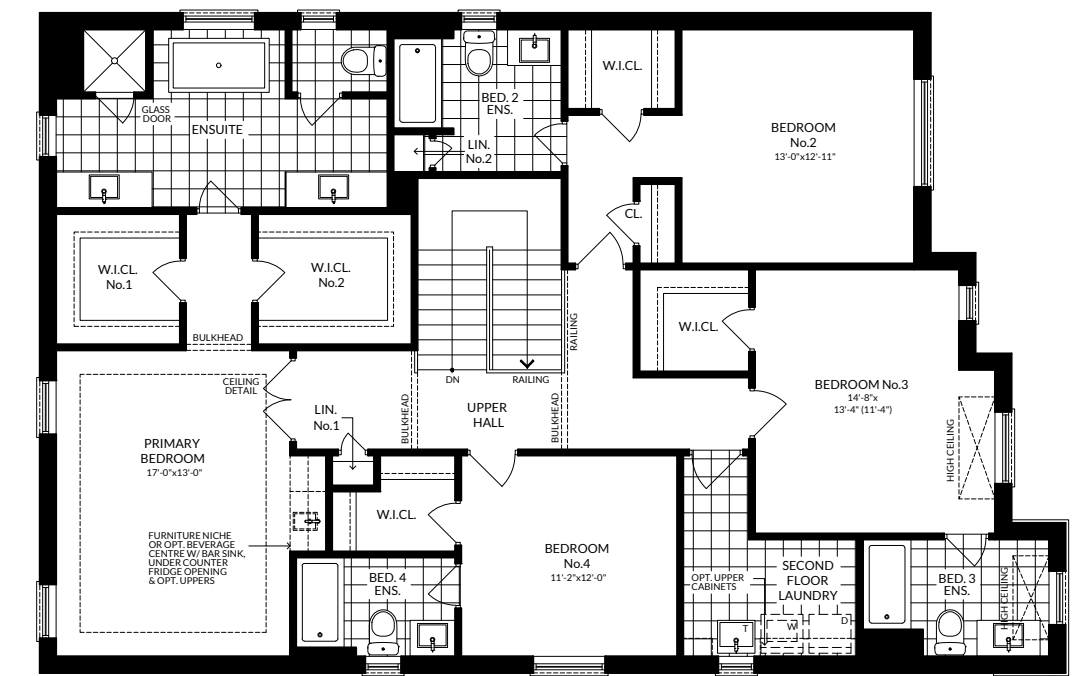 GLASS
DOOR
ENSUITE
BED. 2
ENS.
LIN.
No.2
W.I.CL.
BEDROOM
No.2
13'-0"x12'-11"
CL.
W.I.CL.
No.1
W.I.CL.
No.2
BULKHEAD
RAILING
W.I.CL.
CEILING
DETAIL
DN
RAILING
LIN.
No.1
BULKHEAD
UPPER
HALL
BULKHEAD
BEDROOM No.3
14'-8"x
13'-4" (11'-4")
HIGH CEILING
PRIMARY
BEDROOM
17'-0"x13'-0"
W.I.CL.
FURNITURE NICHE
OR OPT. BEVERAGE
CENTRE W/ BAR SINK,
UNDER COUNTER
FRIDGE OPENING
& OPT. UPPERS
BEDROOM
No.4
11'-2"x12'-0"
BED. 4
ENS.
OPT. UPPER
CABINETS
SECOND
FLOOR
LAUNDRY
T
W
D
BED. 3
ENS.
HIGH CEILING